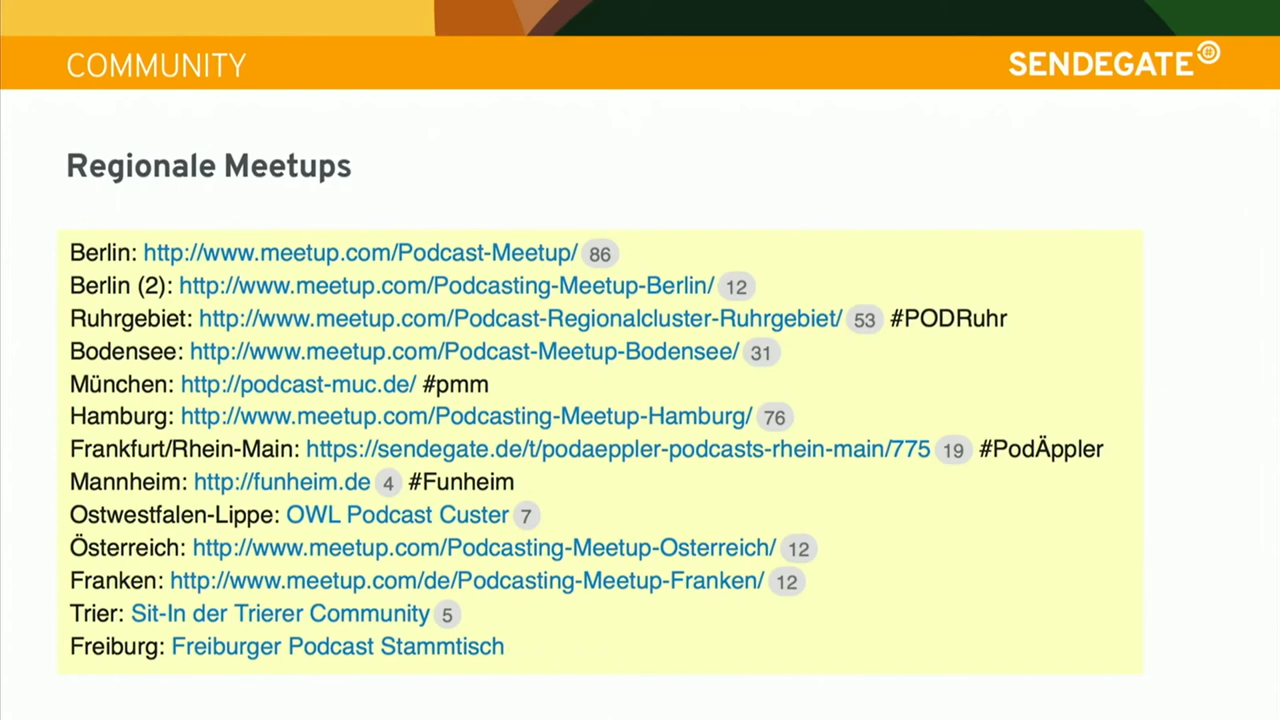 COMMUNITY
SENDEGATE #
Regionale Meetups
Berlin: http://www.meetup.com/Podcast-Meetup/ 86
Berlin (2): http://www.meetup.com/Podcasting-Meetup-Berlin/ 12
Ruhrgebiet: http://www.meetup.com/Podcast-Regionalcluster-Ruhrgebiet/ 53 #PODRuhr
Bodensee: http://www.meetup.com/Podcast-Meetup-Bodensee/ 31
München: http://podcast-muc.de/ #pmm
Hamburg: http://www.meetup.com/Podcasting-Meetup-Hamburg/ 76
Frankfurt/Rhein-Main: https://sendegate.de/t/podaeppler-podcasts-rhein-main/775 19 #PodÄppler
Mannheim: http://funheim.de 4 #Funheim
Ostwestfalen-Lippe: OWL Podcast Custer 7
Österreich: http://www.meetup.com/Podcasting-Meetup-Osterreich/ 12
Franken: http://www.meetup.com/de/Podcasting-Meetup-Franken/ 12
Trier: Sit-In der Trierer Community 5
Freiburg: Freiburger Podcast Stammtisch